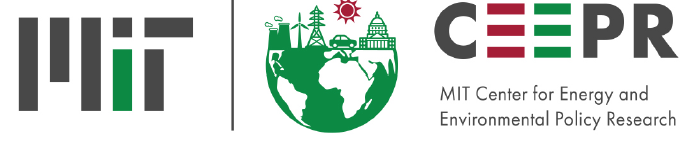 MIT
CEEPR
MIT Center for Energy and
Environmental Policy Research